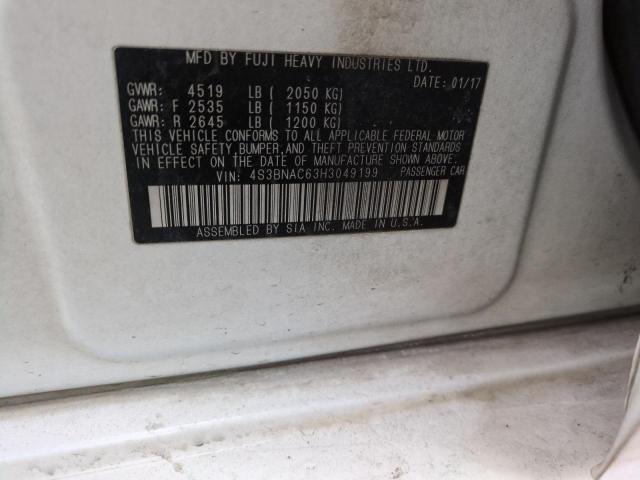 MFD BY FUJI HEAVY INDUSTRIES LTD.
DATE: 01/17
GVWR: 4519 LB ( 2050 KG)
GAWR: F 2535 LB ( 1150 KG)
GAWR: R 2645 LB ( 1200 KG)
THIS VEHICLE CONFORMS TO ALL APPLICABLE FEDERAL MOTOR
VEHICLE SAFETY,BUMPER,AND THEFT PREVENTION STANDARDS
IN EFFECT ON THE DATE OF MANUFACTURE SHOWN ABOVE.
VIN: 4S3BNAC63H3049199 PASSENGER CAR
ASSEMBLED BY SIA INC. MADE IN U.S.A.